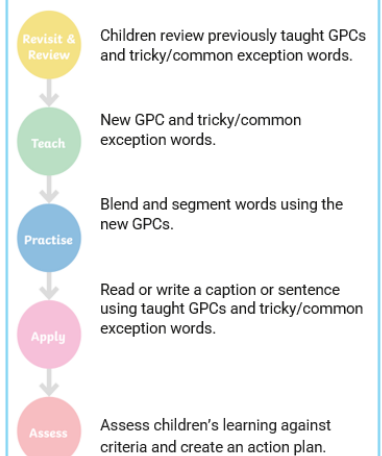 Revisit &
Review
Children review previously taught GPCs
and tricky/common exception words.
Teach
New GPC and tricky/common
exception words.
Practise
Blend and segment words using the
new GPCs.
Apply
Read or write a caption or sentence
using taught GPCs and tricky/common
exception words.
Assess
Assess children’s learning against
criteria and create an action plan.